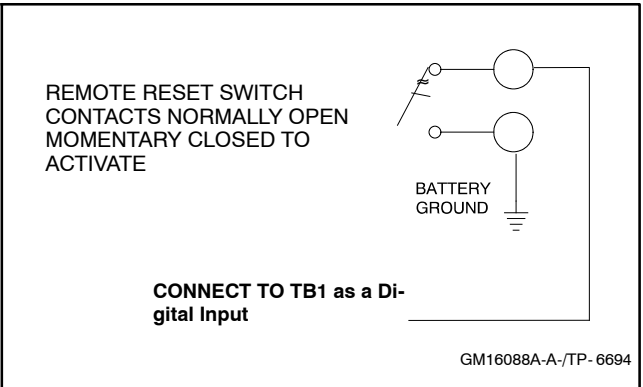 REMOTE RESET SWITCH
CONTACTS NORMALLY OPEN
MOMENTARY CLOSED TO
ACTIVATE
BATTERY
GROUND
CONNECT TO TB1 as a Di-
gital Input
GM16088A-A-/TP- 6694